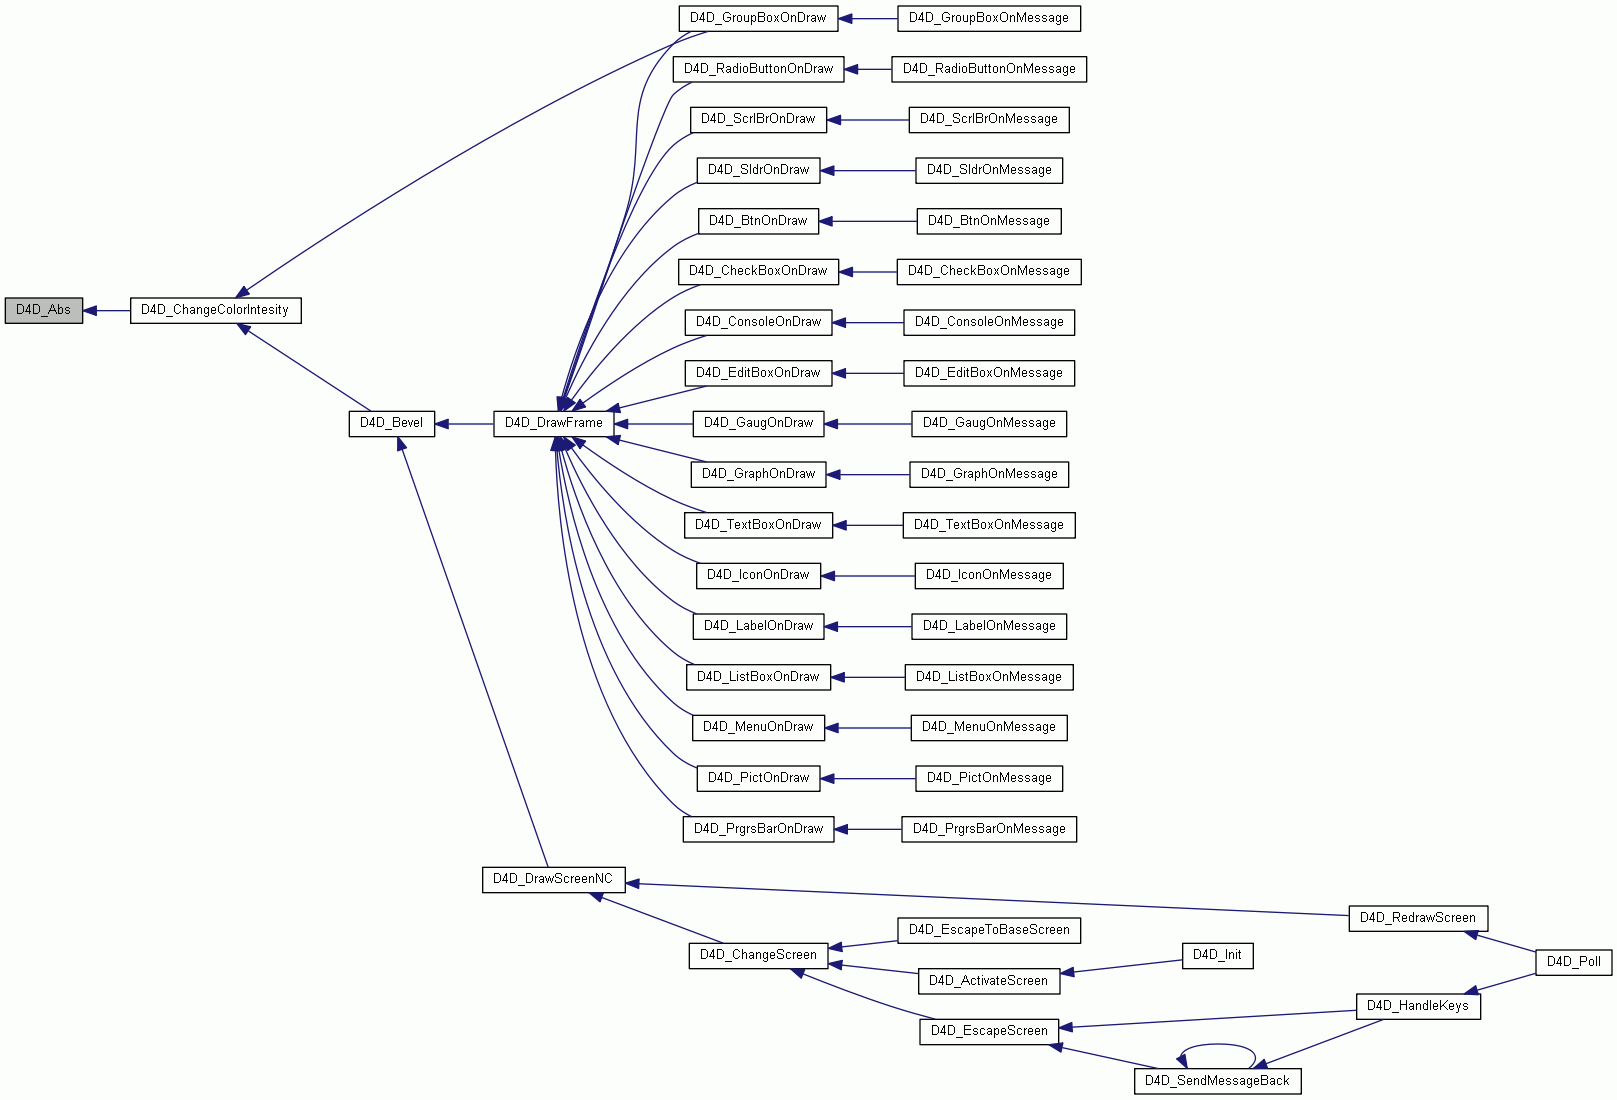 D4D_GroupBoxOnDraw
D4D_GroupBoxOnMessage
D4D_RadioButtonOnDraw
D4D_RadioButtonOnMessage
D4D_ScrlBrOnDraw
D4D_ScrlBrOnMessage
D4D_SldrOnDraw
D4D_SldrOnMessage
D4D_BtnOnDraw
D4D_BtnOnMessage
D4D_CheckBoxOnDraw
D4D_CheckBoxOnMessage
D4D_Abs
D4D_ChangeColorIntesity
D4D_ConsoleOnDraw
D4D_ConsoleOnMessage
D4D_EditBoxOnDraw
D4D_EditBoxOnMessage
D4D_Bevel
D4D_DrawFrame
D4D_GaugOnDraw
D4D_GaugOnMessage
D4D_GraphOnDraw
D4D_GraphOnMessage
D4D_TextBoxOnDraw
D4D_TextBoxOnMessage
D4D_IconOnDraw
D4D_IconOnMessage
D4D_LabelOnDraw
D4D_LabelOnMessage
D4D_ListBoxOnDraw
D4D_ListBoxOnMessage
D4D_MenuOnDraw
D4D_MenuOnMessage
D4D_PictOnDraw
D4D_PictOnMessage
D4D_PrgrsBarOnDraw
D4D_PrgrsBarOnMessage
D4D_DrawScreenNC
D4D_RedrawScreen
D4D_EscapeToBaseScreen
D4D_ChangeScreen
D4D_Init
D4D_Poll
D4D_ActivateScreen
D4D_HandleKeys
D4D_EscapeScreen
D4D_SendMessageBack